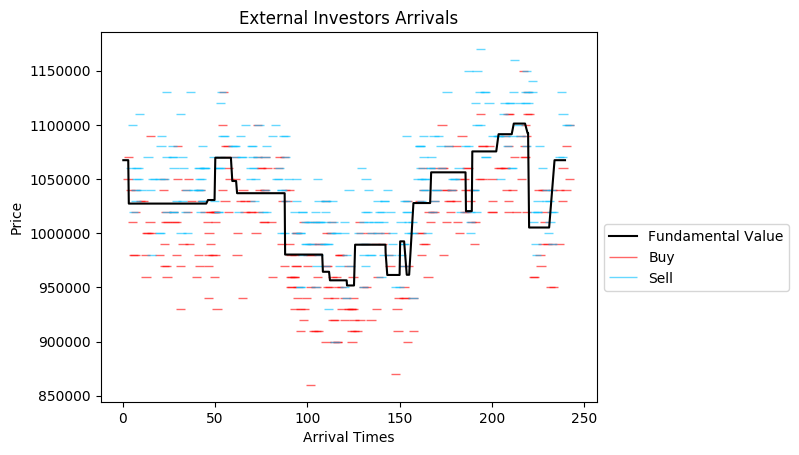 External Investors Arrivals
1150000
1100000
1050000
1000000
950000
900000
850000
Price
0
50
100
150
200
250
Arrival Times
Fundamental Value
Buy
Sell